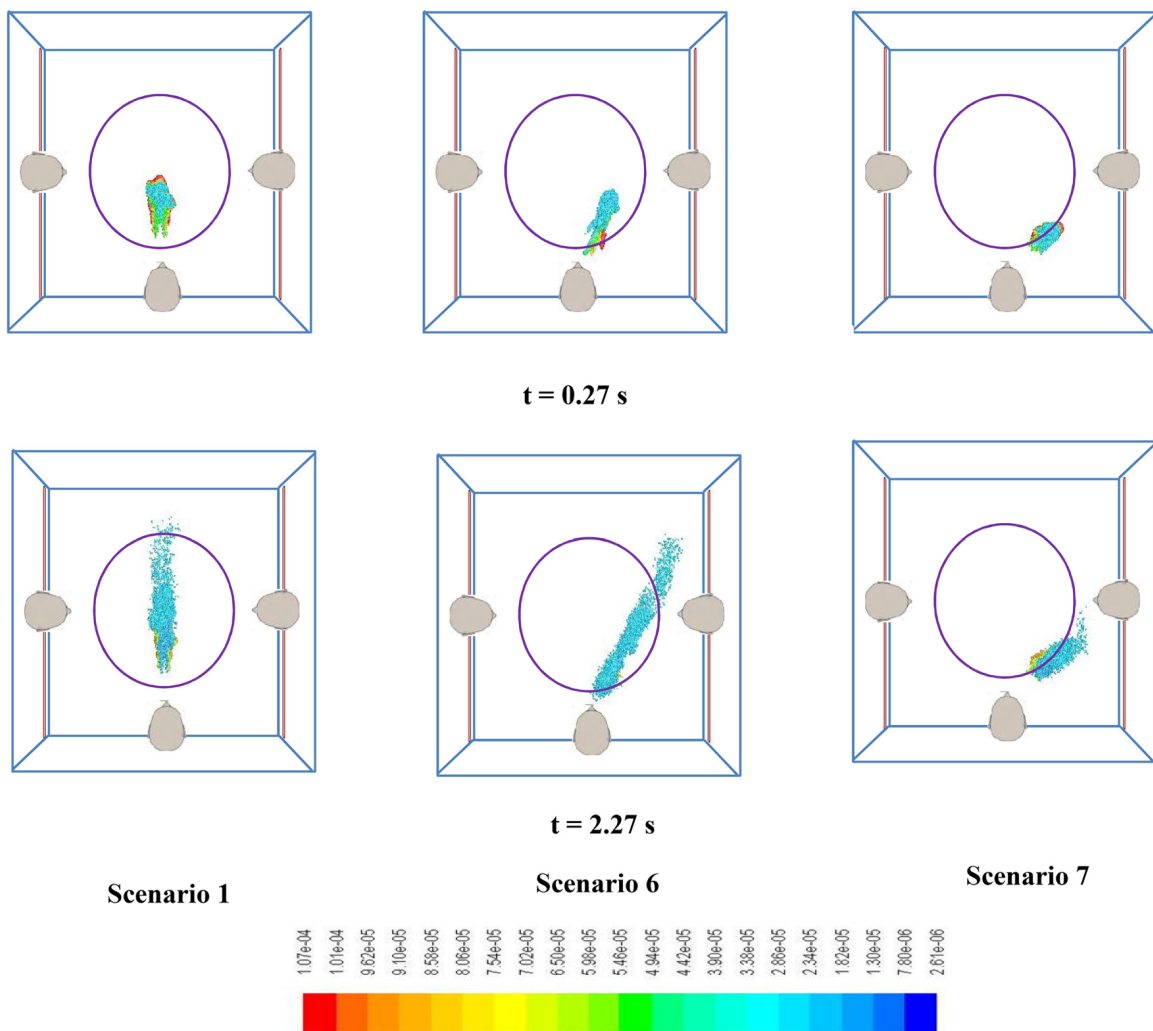 t = 0.27 s
t = 2.27 s
Scenario 1
Scenario 6
Scenario 7
1.07e-04
1.01e-04
9.62e-05
9.10e-05
8.58e-05
8.06e-05
7.54e-05
7.02e-05
6.50e-05
5.98e-05
5.46e-05
4.94e-05
4.42e-05
3.90e-05
3.38e-05
2.86e-05
2.34e-05
1.82e-05
1.30e-05
7.80e-06
2.61e-06